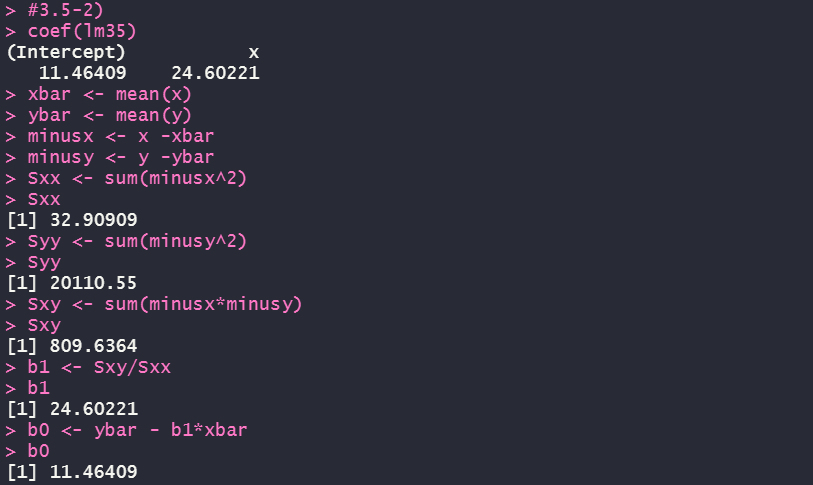 > #3.5-2)
> coef(lm35)
(Intercept)           x
   11.46409    24.60221
> xbar <- mean(x)
> ybar <- mean(y)
> minusx <- x -xbar
> minusy <- y -ybar
> Sxx <- sum(minusx^2)
> Sxx
[1] 32.90909
> Syy <- sum(minusy^2)
> Syy
[1] 20110.55
> Sxy <- sum(minusx*minusy)
> Sxy
[1] 809.6364
> b1 <- Sxy/Sxx
> b1
[1] 24.60221
> b0 <- ybar - b1*xbar
> b0
[1] 11.46409